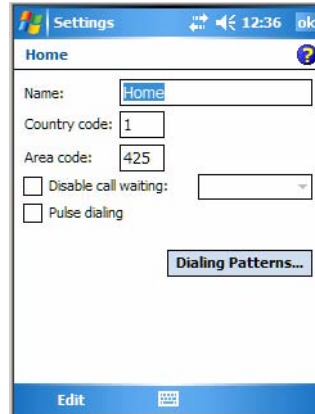 Settings 12:36 ok
Home ?
Name: Home
Country code: 1
Area code: 425
Disable call waiting:
Pulse dialing
Dialing Patterns...
Edit